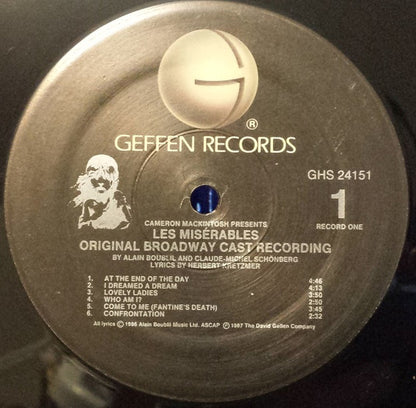 G
GEFFEN RECORDS
®
GHS 24151
1
RECORD ONE
CAMERON MACKINTOSH PRESENTS
LES MISÉRABLES
ORIGINAL BROADWAY CAST RECORDING
BY ALAIN BOUBLIL AND CLAUDE-MICHEL SCHÖNBERG
LYRICS BY HERBERT KRETZMER
1. AT THE END OF THE DAY 4:46
2. I DREAMED A DREAM 4:13
3. LOVELY LADIES 3:50
4. WHO AM I? 2:50
5. COME TO ME (FANTINE'S DEATH) 3:45
6. CONFRONTATION 2:32
All lyrics © 1986 Alain Boublil Music Ltd. ASCAP ℗ 1987 The David Geffen Company